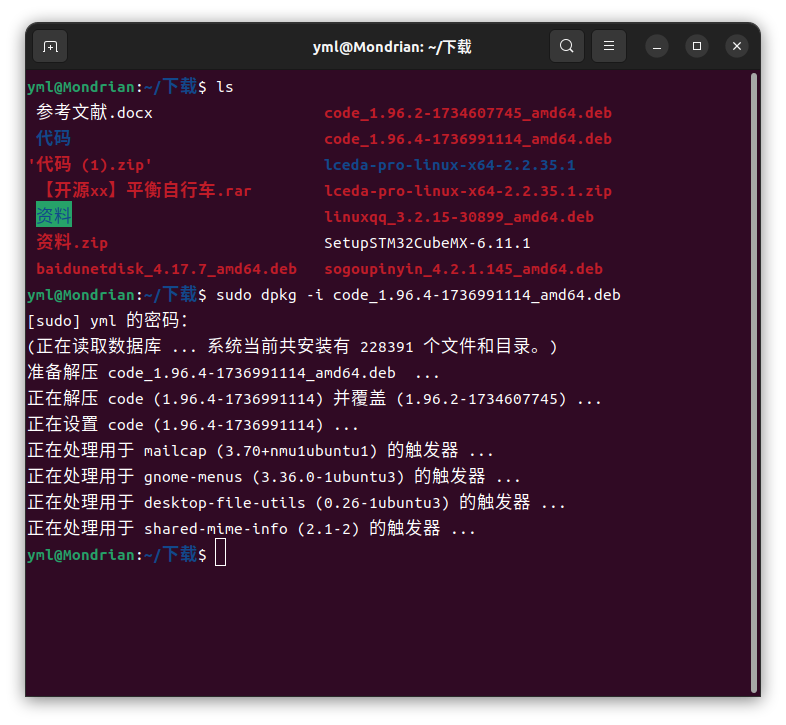 yml@Mondrian: ~/下载
yml@Mondrian:~/下载$ ls
参考文献.docx code_1.96.2-1734607745_amd64.deb
代码 code_1.96.4-1736991114_amd64.deb
'代码 (1).zip' lceda-pro-linux-x64-2.2.35.1
【开源xx】平衡自行车.rar lceda-pro-linux-x64-2.2.35.1.zip
资料 linuxqq_3.2.15-30899_amd64.deb
资料.zip SetupSTM32CubeMX-6.11.1
baidunetdisk_4.17.7_amd64.deb sogoupinyin_4.2.1.145_amd64.deb
yml@Mondrian:~/下载$ sudo dpkg -i code_1.96.4-1736991114_amd64.deb
[sudo] yml 的密码：
(正在读取数据库 ... 系统当前共安装有 228391 个文件和目录。)
准备解压 code_1.96.4-1736991114_amd64.deb  ...
正在解压 code (1.96.4-1736991114) 并覆盖 (1.96.2-1734607745) ...
正在设置 code (1.96.4-1736991114) ...
正在处理用于 mailcap (3.70+nmu1ubuntu1) 的触发器 ...
正在处理用于 gnome-menus (3.36.0-1ubuntu3) 的触发器 ...
正在处理用于 desktop-file-utils (0.26-1ubuntu3) 的触发器 ...
正在处理用于 shared-mime-info (2.1-2) 的触发器 ...
yml@Mondrian:~/下载$